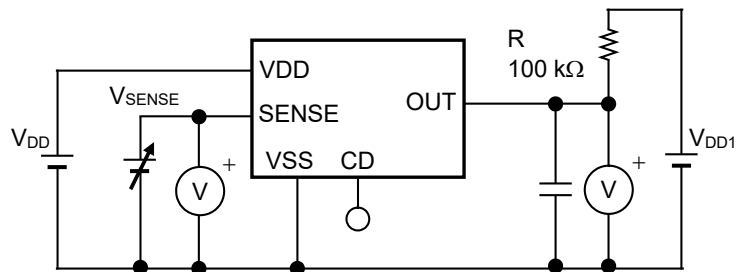 R
100 kΩ
VDD
VSENSE
SENSE
OUT
VDD
VDD1
VSS
CD
+
V
+
V